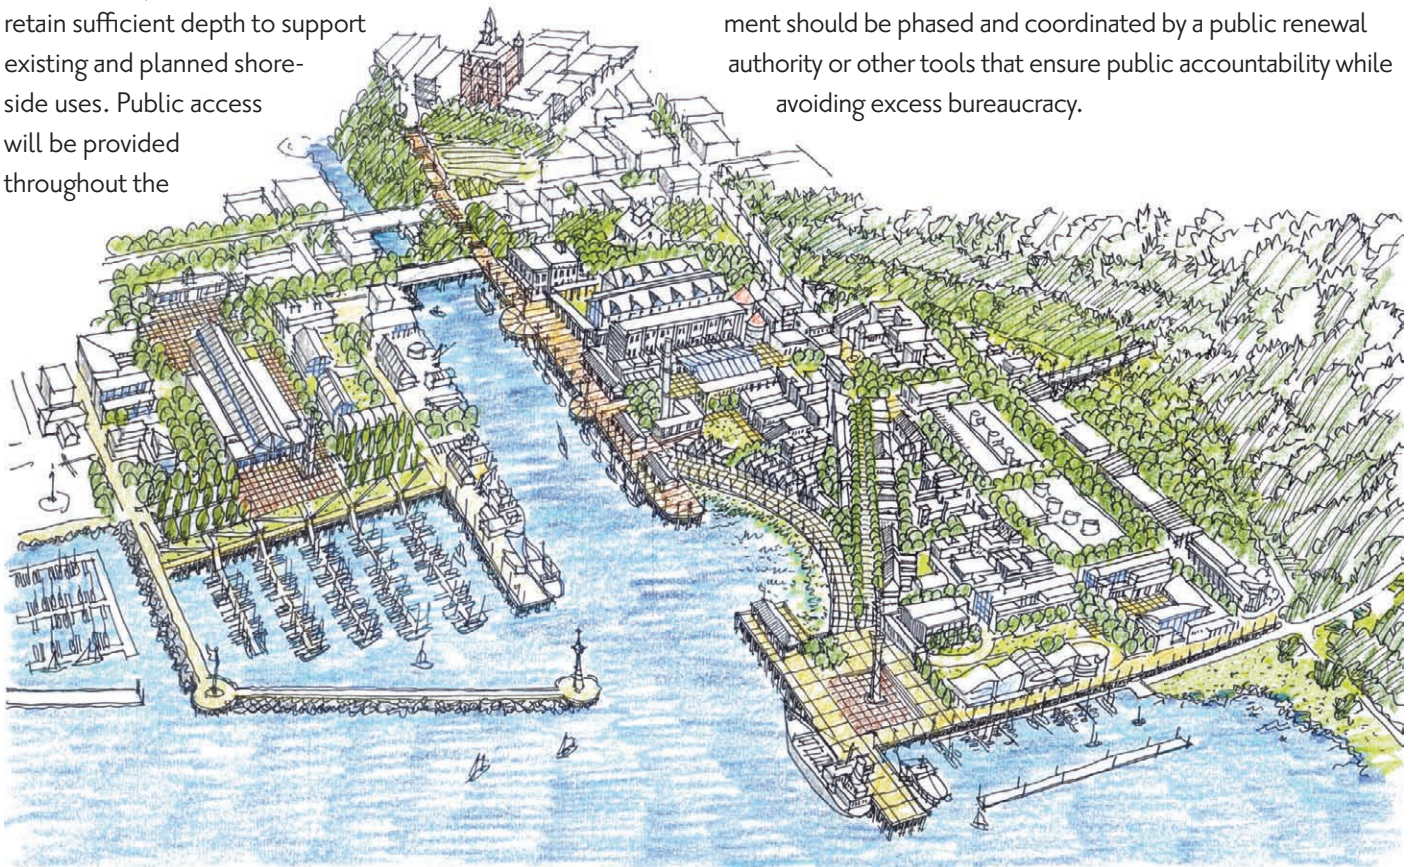 retain sufficient depth to support
existing and planned shore-
side uses. Public access
will be provided
throughout the
ment should be phased and coordinated by a public renewal
authority or other tools that ensure public accountability while
avoiding excess bureaucracy.